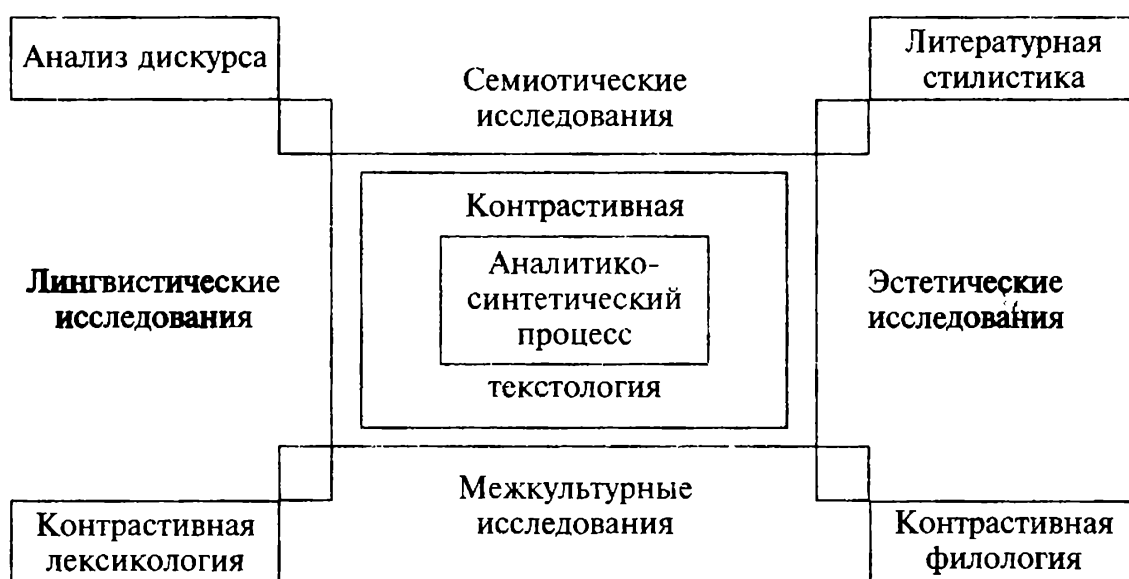 Анализ дискурса
Семиотические
исследования
Литературная
стилистика
Лингвистические
исследования
Контрастивная
Аналитико-
синтетический
процесс
текстология
Эстетические
исследования
Контрастивная
лексикология
Межкультурные
исследования
Контрастивная
филология